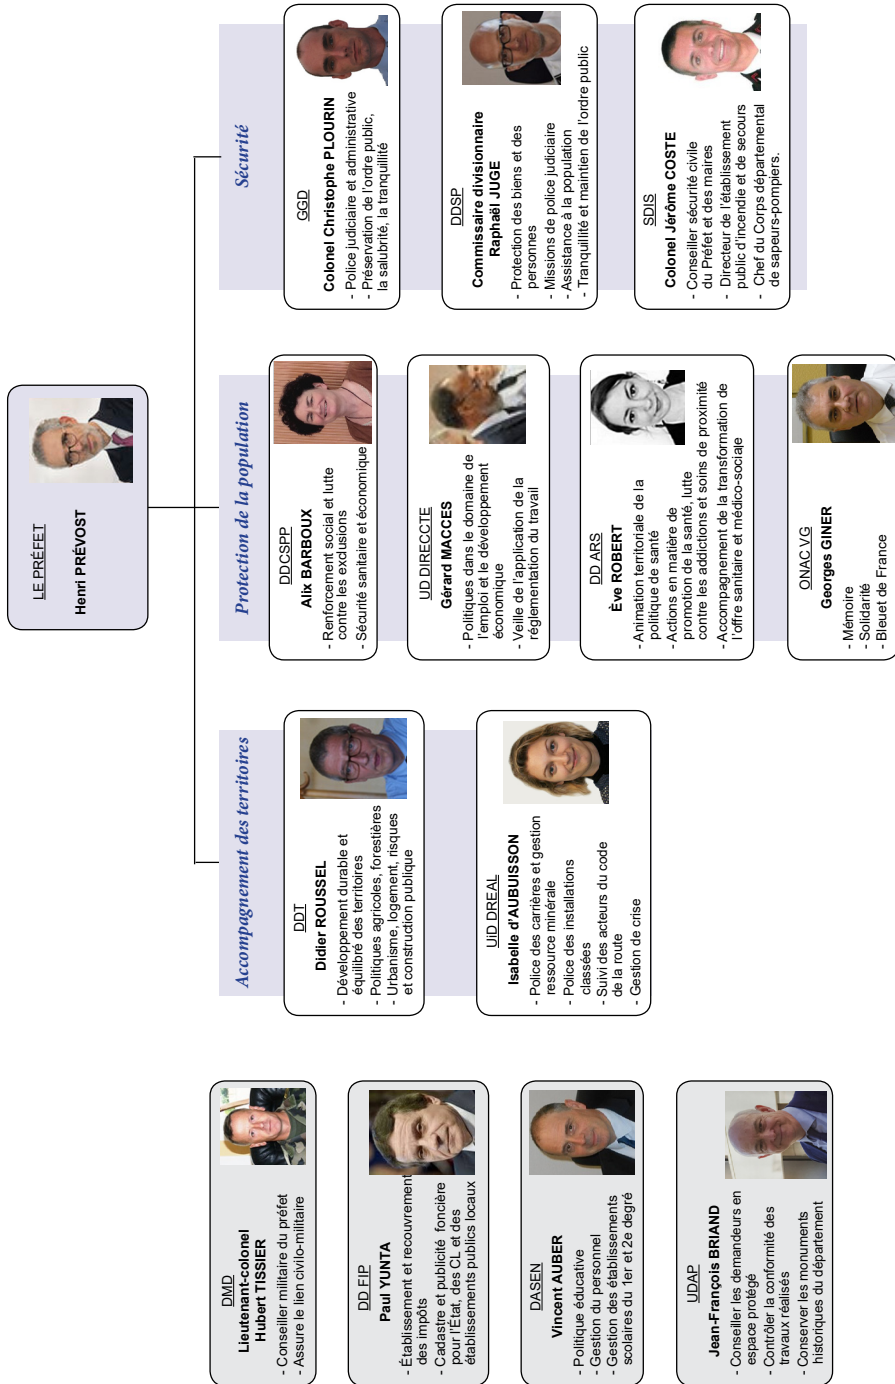 LE PRÉFET
Henri PRÉVOST
Accompagnement des territoires
Protection de la population
Sécurité
DMD
Lieutenant-colonel
Hubert TISSIER
- Conseiller militaire du préfet
- Assure le lien civilo-militaire
DD FIP
Paul YUNTA
- Établissement et recouvrement
des impôts
- Cadastre et publicité foncière
pour l'État, des CL et des
établissements publics locaux
DASEN
Vincent AUBER
- Politique éducative
- Gestion du personnel
- Gestion des établissements
scolaires du 1er et 2e degré
UDAP
Jean-François BRIAND
- Conseiller les demandeurs en
espace protégé
- Contrôler la conformité des
travaux réalisés
- Conserver les monuments
historiques du département
DDT
Didier ROUSSEL
- Développement durable et
équilibré des territoires
- Politiques agricoles, forestières
- Urbanisme, logement, risques
et construction publique
UiD DREAL
Isabelle d'AUBUISSON
- Police des carrières et gestion
ressource minérale
- Police des installations
classées
- Suivi des acteurs du code
de la route
- Gestion de crise
DDCSPP
Alix BARBOUX
- Renforcement social et lutte
contre les exclusions
- Sécurité sanitaire et économique
UD DIRECCTE
Gérard MACCES
- Politiques dans le domaine de
l'emploi et le développement
économique
- Veille de l'application de la
réglementation du travail
DD ARS
Ève ROBERT
- Animation territoriale de la
politique de santé
- Actions en matière de
promotion de la santé, lutte
contre les addictions et soins de proximité
- Accompagnement de la transformation de
l'offre sanitaire et médico-sociaje
ONAC VG
Georges GINER
- Mémoire
- Solidarité
- Bleuet de France
GGD
Colonel Christophe PLOURIN
- Police judiciaire et administrative
- Préservation de l'ordre public,
la salubrité, la tranquillité
DDSP
Commissaire divisionnaire
Raphaël JUGE
- Protection des biens et des
personnes
- Missions de police judiciaire
- Assistance à la population
- Tranquillité et maintien de l'ordre public
SDIS
Colonel Jérôme COSTE
- Conseiller sécurité civile
du Préfet et des maires
- Directeur de l'établissement
public d'incendie et de secours
- Chef du Corps départemental
de sapeurs-pompiers.